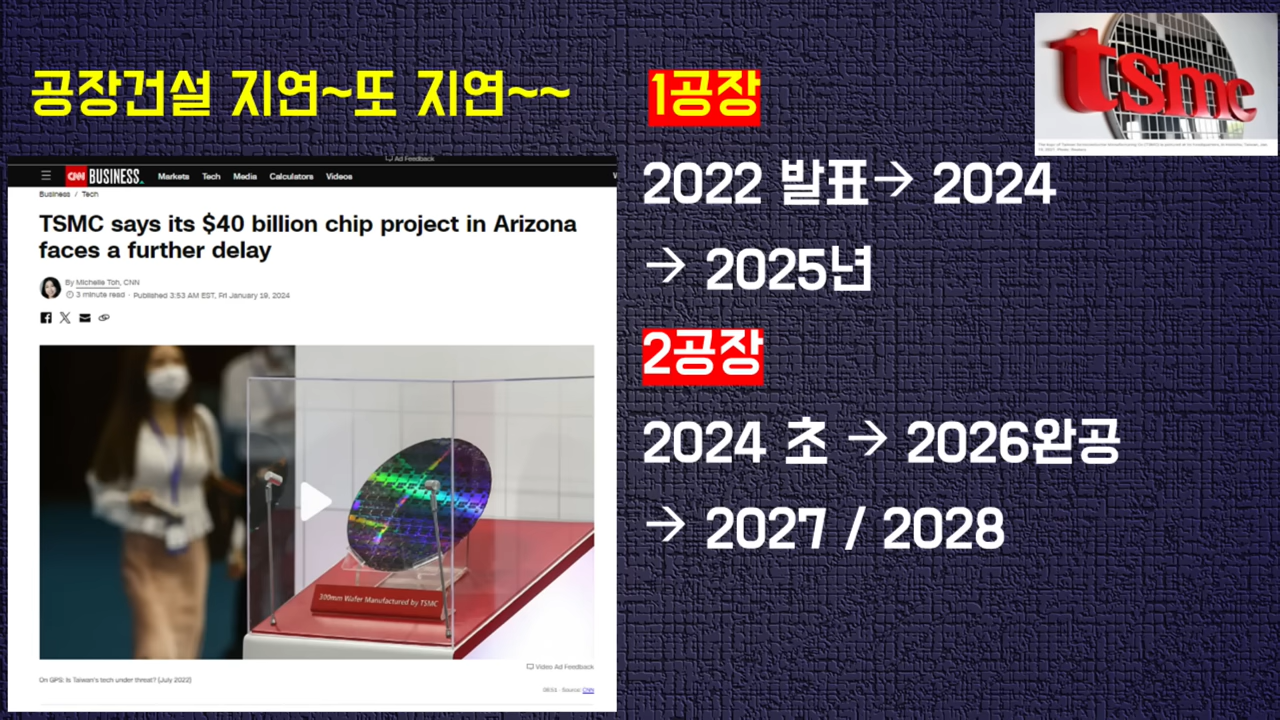 공장건설 지연~또 지연~~
Ad Feedback
CNN BUSINESS Markets Tech Media Calculators Videos
Business / Tech
TSMC says its $40 billion chip project in Arizona
faces a further delay
By Michelle Toh, CNN
3 minute read · Published 3:53 AM EST, Fri January 19, 2024
300mm Wafer Manufactured by TSMC
Video Ad Feedback
On GPS: Is Taiwan's tech under threat? (July 2022)
Source: CNN
1공장
2022 발표→ 2024
→ 2025년
2공장
2024 초 → 2026완공
→ 2027 / 2028
tsmc